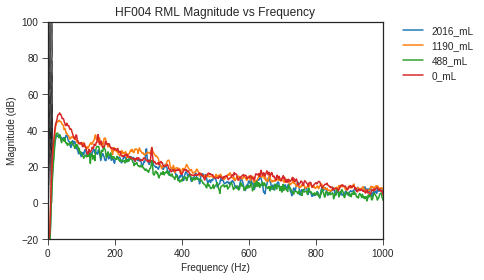 HF004 RML Magnitude vs Frequency
100
80
60
40
20
0
−20
Magnitude (dB)
0 200 400 600 800 1000
Frequency (Hz)
2016_mL
1190_mL
488_mL
0_mL